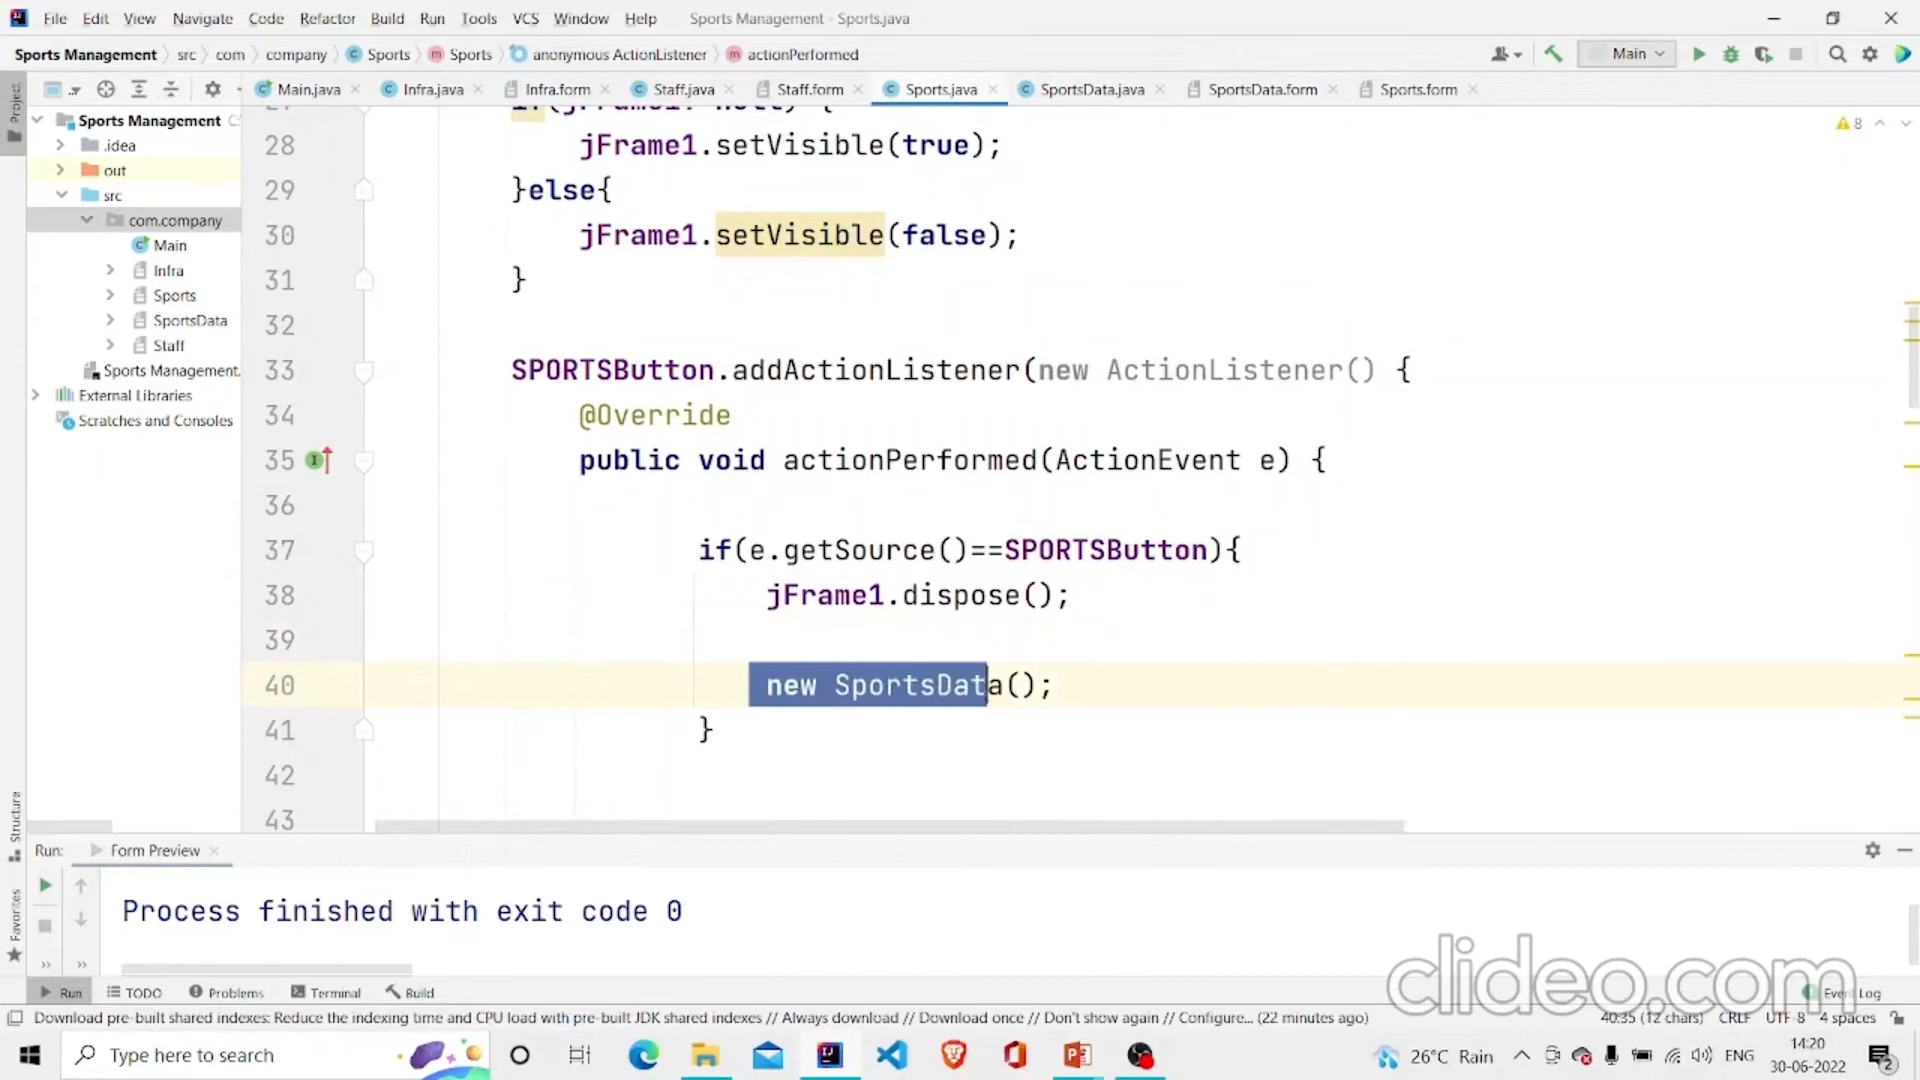 File Edit View Navigate Code Refactor Build Run Tools VCS Window Help Sports Management - Sports.java
Sports Management src com company Sports Sports anonymous ActionListener actionPerformed Main
Main.java Infra.java Infra.form Staff.java Staff.form Sports.java SportsData.java SportsData.form Sports.form
Project
Sports Management
.idea
out
src
com.company
Main
Infra
Sports
SportsData
Staff
Sports Management.
External Libraries
Scratches and Consoles
8
28 jFrame1.setVisible(true);
29 }else{
30 jFrame1.setVisible(false);
31 }
32
33 SPORTSButton.addActionListener(new ActionListener() {
34 @Override
35 public void actionPerformed(ActionEvent e) {
36
37 if(e.getSource()==SPORTSButton){
38 jFrame1.dispose();
39
40 new SportsData();
41 }
42
43
Structure
Favorites
Run: Form Preview
Process finished with exit code 0
clideo.com
Run TODO Problems Terminal Build Event Log
Download pre-built shared indexes: Reduce the indexing time and CPU load with pre-built JDK shared indexes // Always download // Download once // Don't show again // Configure... (22 minutes ago) 40:35 (12 chars) CRLF UTF-8 4 spaces
Type here to search 26°C Rain ENG 14:20
30-06-2022 2